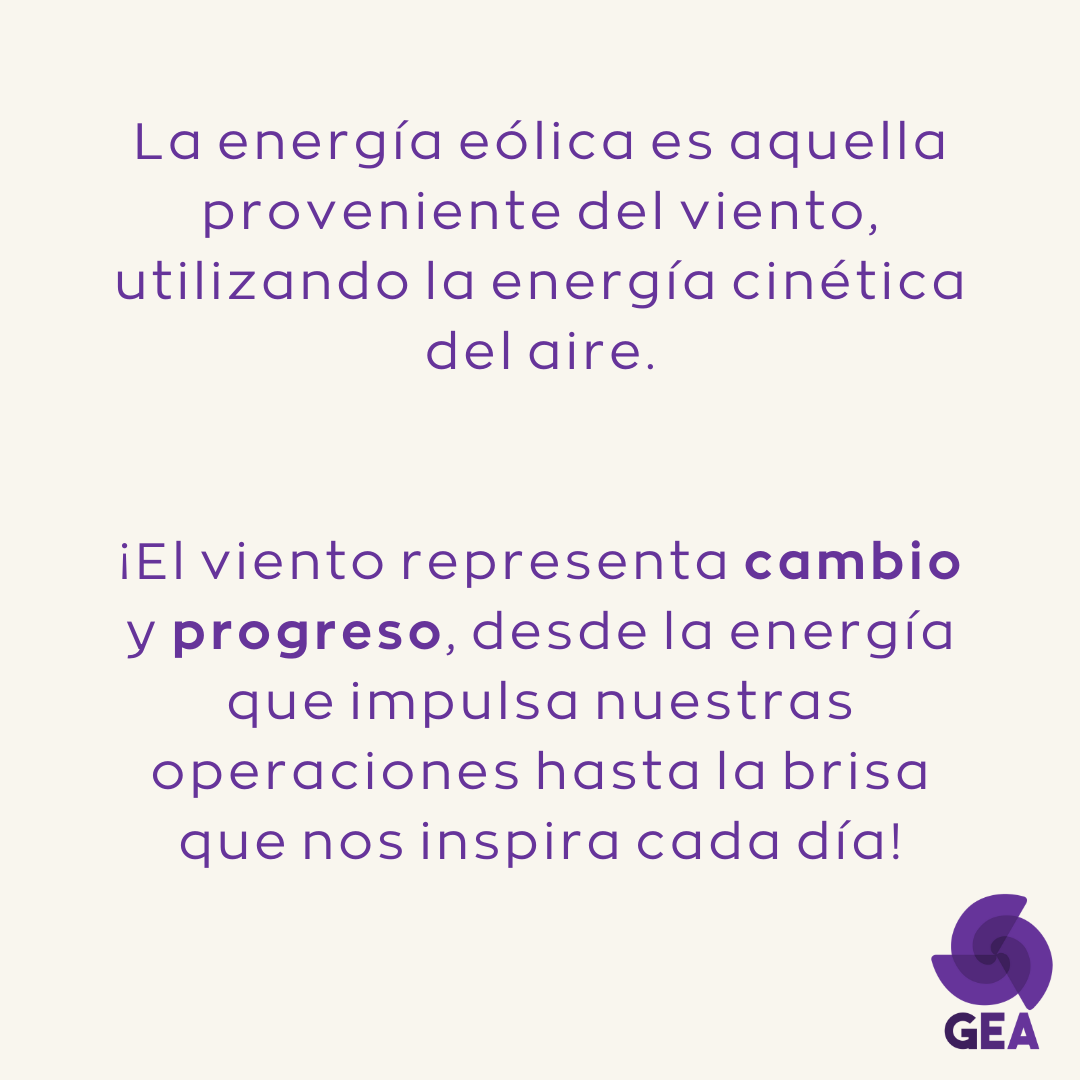 La energía eólica es aquella
proveniente del viento,
utilizando la energía cinética
del aire.
¡El viento representa cambio
y progreso, desde la energía
que impulsa nuestras
operaciones hasta la brisa
que nos inspira cada día!
GEA